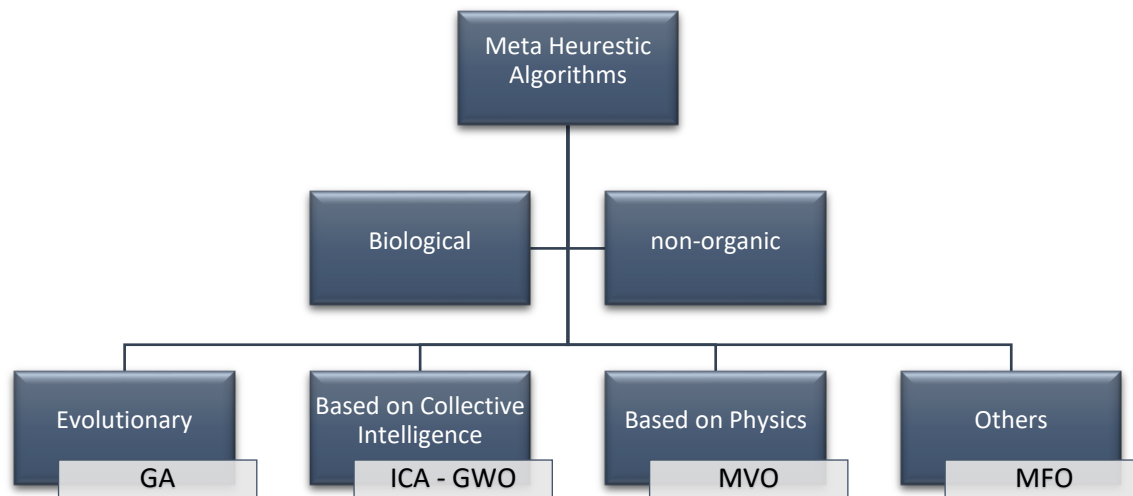 Meta Heurestic
Algorithms
Biological
non-organic
Evolutionary
GA
Based on Collective
Intelligence
ICA - GWO
Based on Physics
MVO
Others
MFO